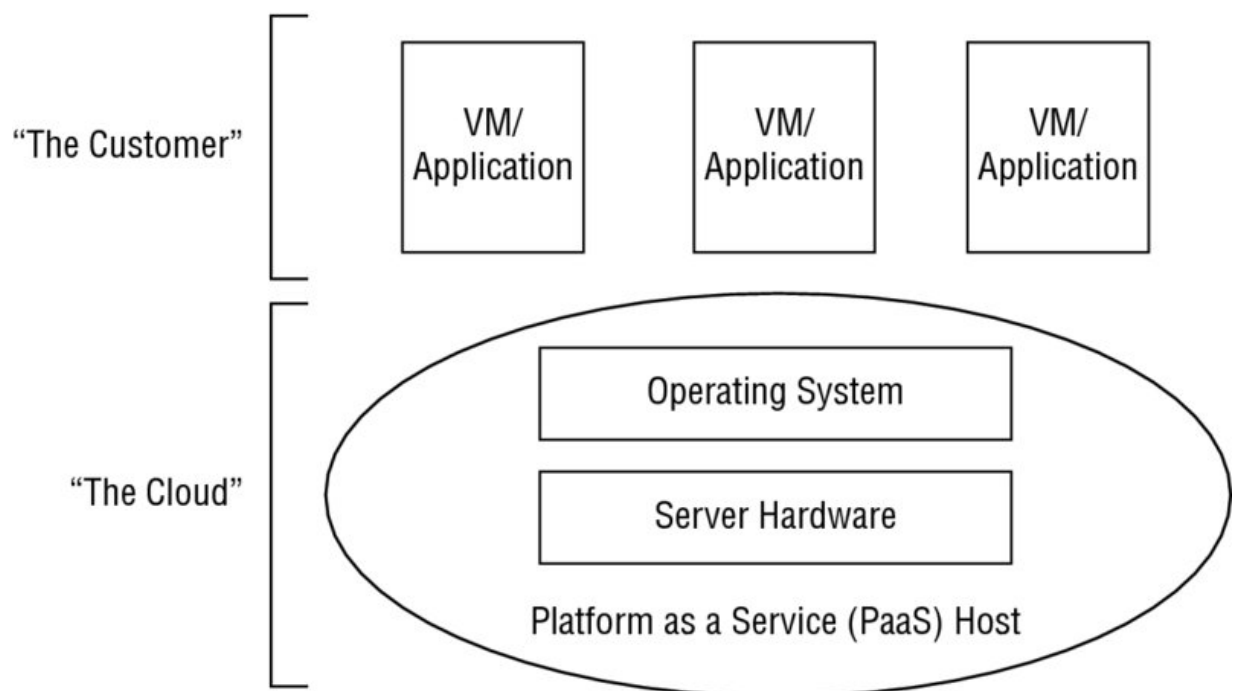 “The Customer”
VM/
Application
VM/
Application
VM/
Application
“The Cloud”
Operating System
Server Hardware
Platform as a Service (PaaS) Host